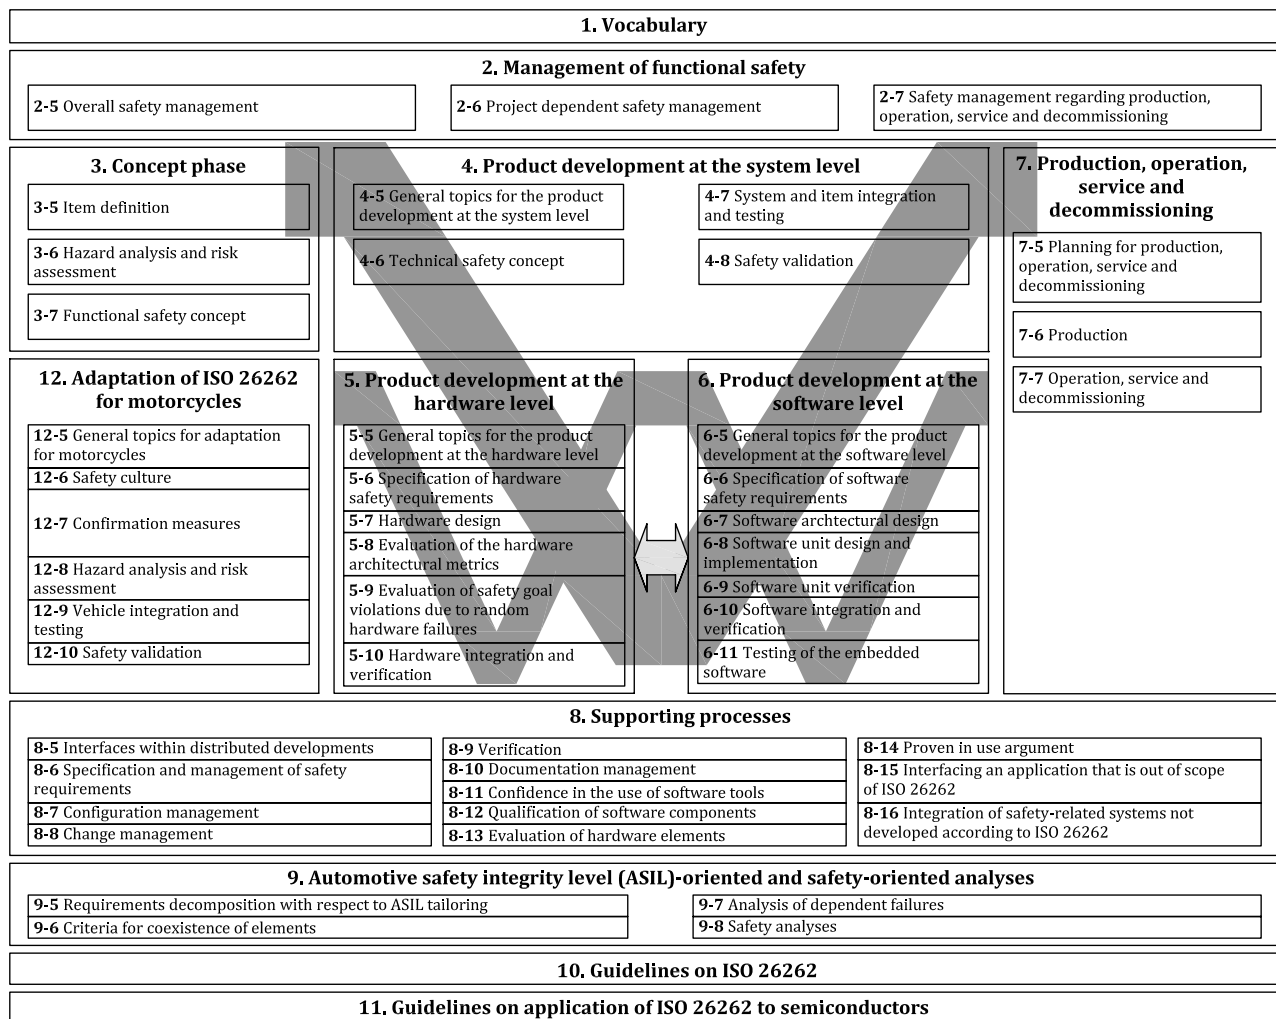 1. Vocabulary
2. Management of functional safety
2-5 Overall safety management
2-6 Project dependent safety management
2-7 Safety management regarding production,
operation, service and decommissioning
3. Concept phase
3-5 Item definition
3-6 Hazard analysis and risk
assessment
3-7 Functional safety concept
4. Product development at the system level
4-5 General topics for the product
development at the system level
4-6 Technical safety concept
4-7 System and item integration
and testing
4-8 Safety validation
7. Production, operation,
service and
decommissioning
7-5 Planning for production,
operation, service and
decommissioning
7-6 Production
7-7 Operation, service and
decommissioning
12. Adaptation of ISO 26262
for motorcycles
12-5 General topics for adaptation
for motorcycles
12-6 Safety culture
12-7 Confirmation measures
12-8 Hazard analysis and risk
assessment
12-9 Vehicle integration and
testing
12-10 Safety validation
5. Product development at the
hardware level
5-5 General topics for the product
development at the hardware level
5-6 Specification of hardware
safety requirements
5-7 Hardware design
5-8 Evaluation of the hardware
architectural metrics
5-9 Evaluation of safety goal
violations due to random
hardware failures
5-10 Hardware integration and
verification
6. Product development at the
software level
6-5 General topics for the product
development at the software level
6-6 Specification of software
safety requirements
6-7 Software archtectural design
6-8 Software unit design and
implementation
6-9 Software unit verification
6-10 Software integration and
verification
6-11 Testing of the embedded
software
8. Supporting processes
8-5 Interfaces within distributed developments
8-6 Specification and management of safety
requirements
8-7 Configuration management
8-8 Change management
8-9 Verification
8-10 Documentation management
8-11 Confidence in the use of software tools
8-12 Qualification of software components
8-13 Evaluation of hardware elements
8-14 Proven in use argument
8-15 Interfacing an application that is out of scope
of ISO 26262
8-16 Integration of safety-related systems not
developed according to ISO 26262
9. Automotive safety integrity level (ASIL)-oriented and safety-oriented analyses
9-5 Requirements decomposition with respect to ASIL tailoring
9-6 Criteria for coexistence of elements
9-7 Analysis of dependent failures
9-8 Safety analyses
10. Guidelines on ISO 26262
11. Guidelines on application of ISO 26262 to semiconductors